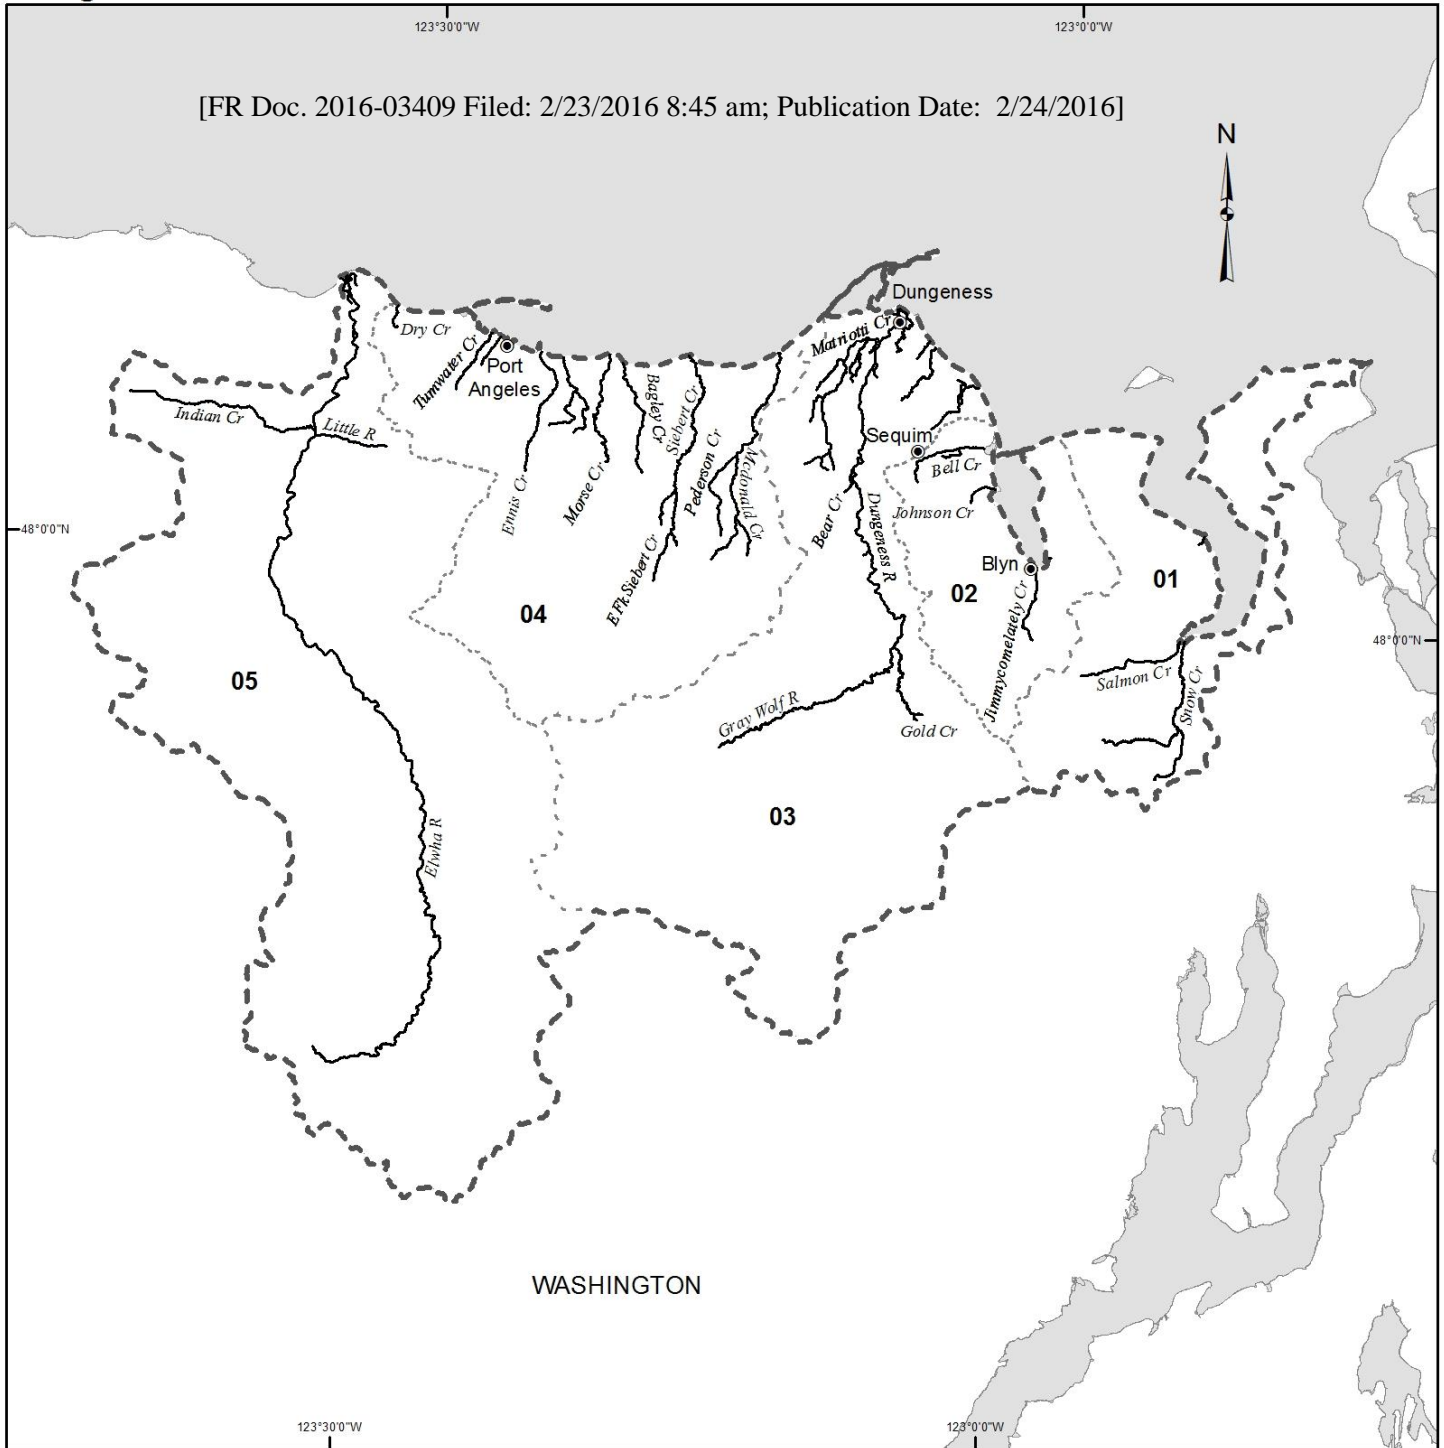 123°30'0"W
123°0'0"W
[FR Doc. 2016-03409 Filed: 2/23/2016 8:45 am; Publication Date: 2/24/2016]
N
Dungeness
Dry Cr
Tumwater Cr
Port
Angeles
Matriotti Cr
Indian Cr
Little R
Bagley Cr
Siebert Cr
Sequim
Bell Cr
Ennis Cr
Morse Cr
Pederson Cr
Mcdonald Cr
Bear Cr
Dungeness R
Johnson Cr
48°0'0"N
E Fk Siebert Cr
Blyn
01
02
04
Jimmycomelately Cr
48°0'0"N
05
Salmon Cr
Snow Cr
Gray Wolf R
Gold Cr
03
Elwha R
WASHINGTON
123°30'0"W
123°0'0"W